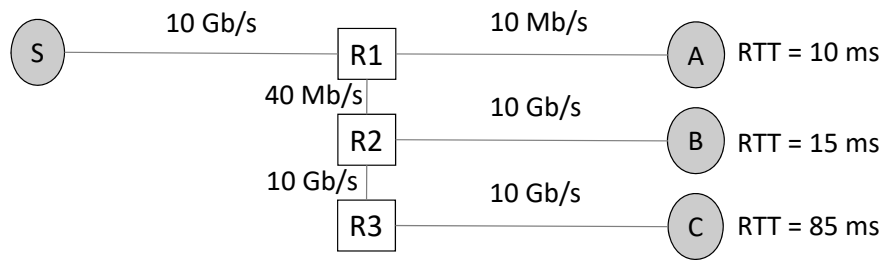 10 Gb/s 10 Mb/s
S R1 A RTT = 10 ms
40 Mb/s 10 Gb/s
R2 B RTT = 15 ms
10 Gb/s 10 Gb/s
R3 C RTT = 85 ms